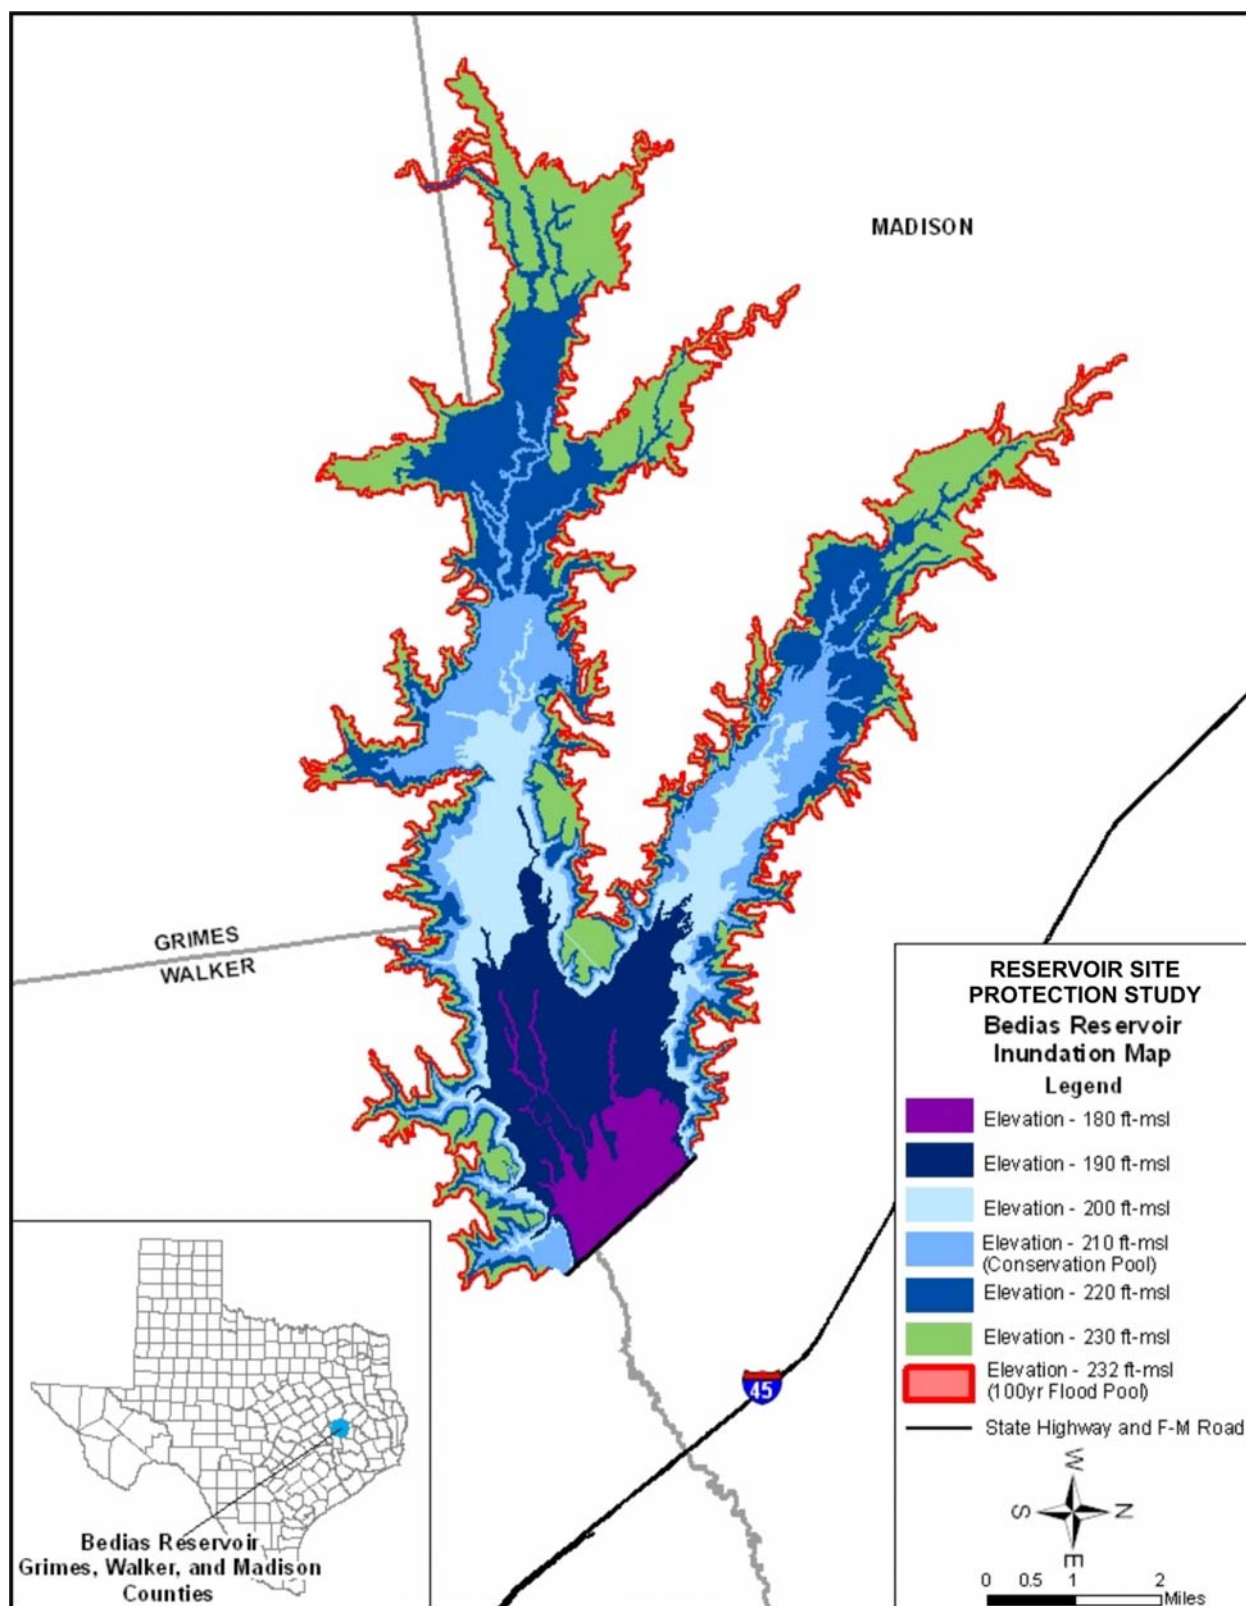 MADISON
GRIMES
WALKER
RESERVOIR SITE
PROTECTION STUDY
Bedias Reservoir
Inundation Map
Legend
Elevation - 180 ft-msl
Elevation - 190 ft-msl
Elevation - 200 ft-msl
Elevation - 210 ft-msl
(Conservation Pool)
Elevation - 220 ft-msl
Elevation - 230 ft-msl
Elevation - 232 ft-msl
(100yr Flood Pool)
State Highway and F-M Road
W
S N
E
0 0.5 1 2
Miles
45
Bedias Reservoir
Grimes, Walker, and Madison
Counties